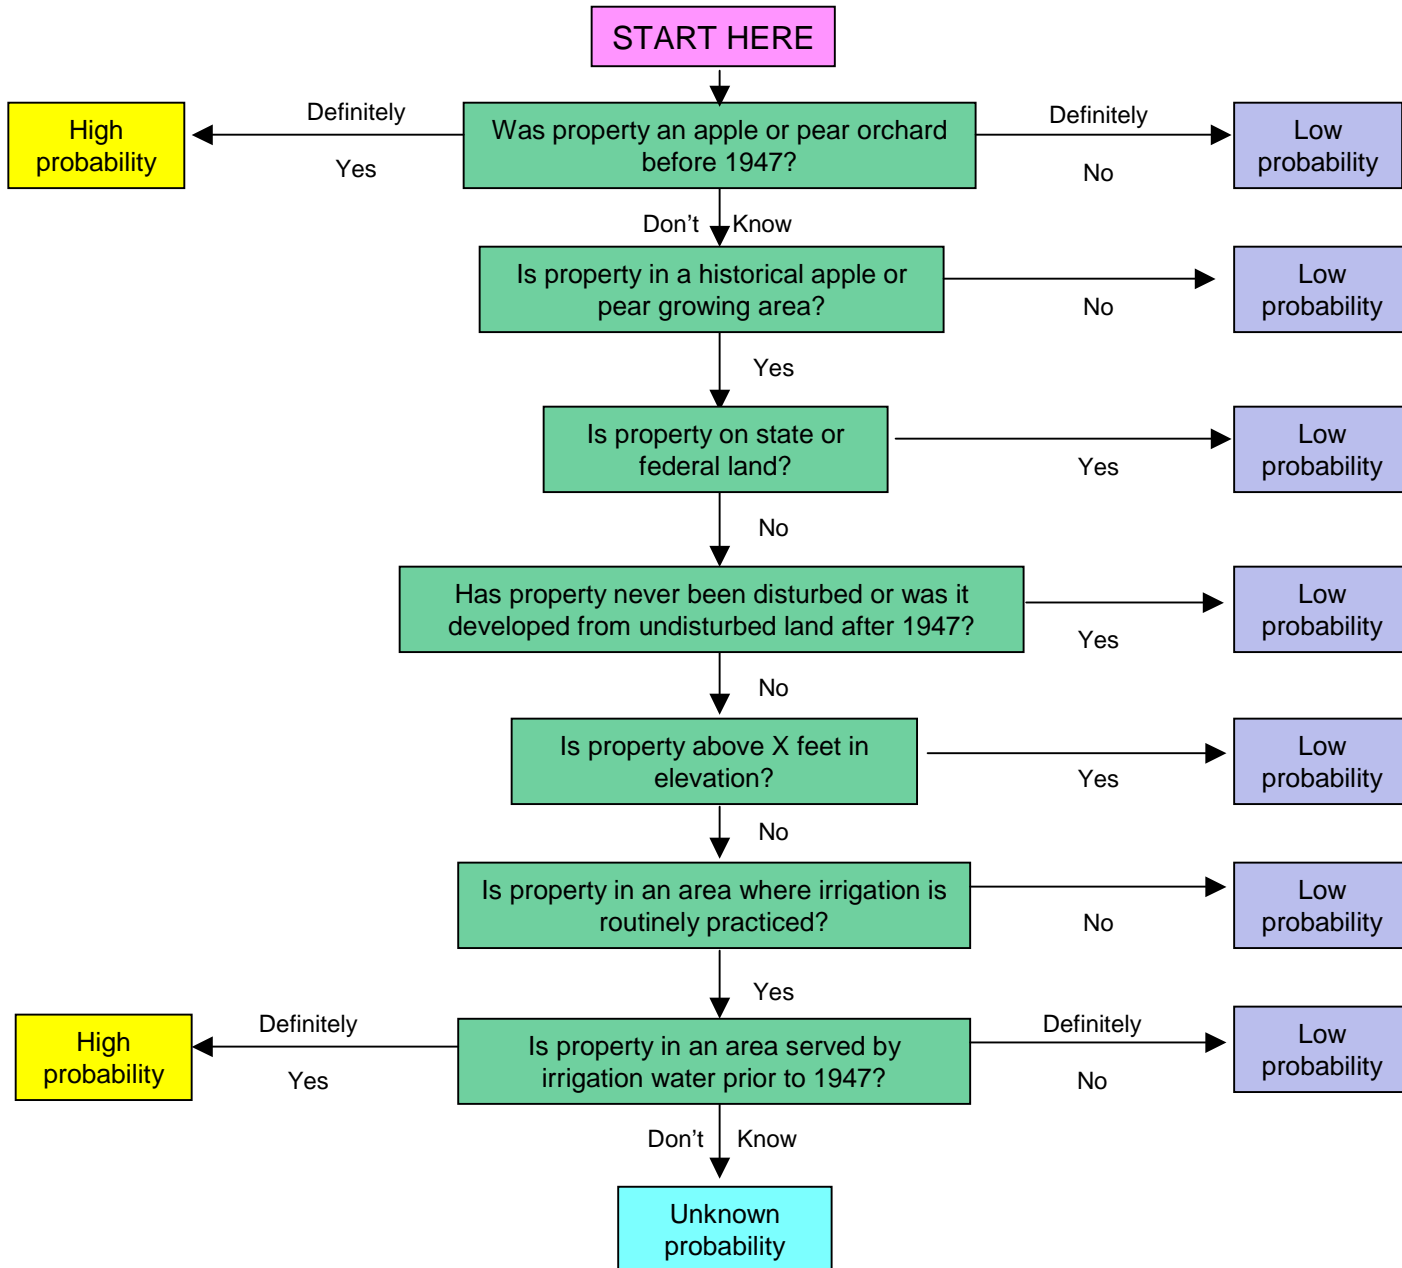 START HERE
High
probability
Definitely
Yes
Was property an apple or pear orchard
before 1947?
Definitely
No
Low
probability
Don’t Know
Is property in a historical apple or
pear growing area?
No
Low
probability
Yes
Is property on state or
federal land?
Yes
Low
probability
No
Has property never been disturbed or was it
developed from undisturbed land after 1947?
Yes
Low
probability
No
Is property above X feet in
elevation?
Yes
Low
probability
No
Is property in an area where irrigation is
routinely practiced?
No
Low
probability
Yes
High
probability
Definitely
Yes
Is property in an area served by
irrigation water prior to 1947?
Definitely
No
Low
probability
Don’t Know
Unknown
probability